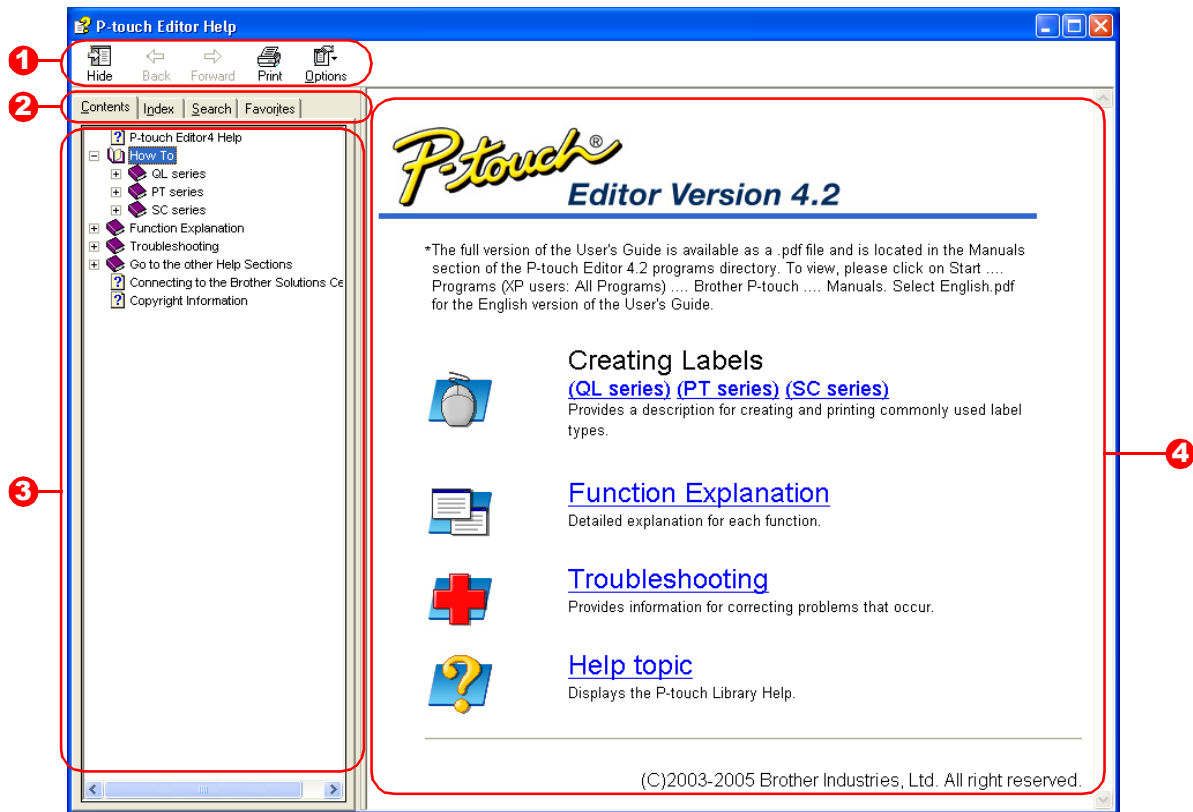 P-touch Editor Help
1
Hide Back Forward Print Options
2
Contents Index Search Favorites
P-touch Editor4 Help
How To
QL series
PT series
SC series
Function Explanation
Troubleshooting
Go to the other Help Sections
Connecting to the Brother Solutions Ce
Copyright Information
3
P-touch®
Editor Version 4.2
*The full version of the User's Guide is available as a .pdf file and is located in the Manuals
section of the P-touch Editor 4.2 programs directory. To view, please click on Start ....
Programs (XP users: All Programs) .... Brother P-touch .... Manuals. Select English.pdf
for the English version of the User's Guide.
Creating Labels
(QL series) (PT series) (SC series)
Provides a description for creating and printing commonly used label
types.
4
Function Explanation
Detailed explanation for each function.
Troubleshooting
Provides information for correcting problems that occur.
Help topic
Displays the P-touch Library Help.
(C)2003-2005 Brother Industries, Ltd. All right reserved.